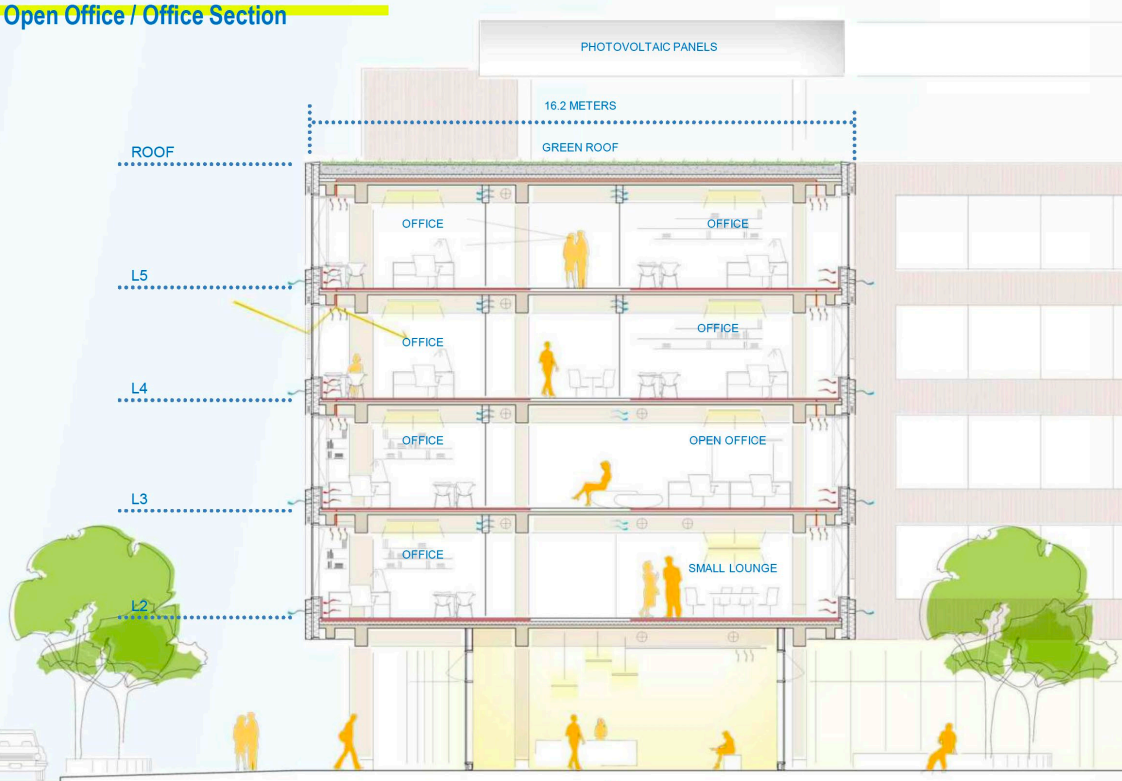 Open Office / Office Section
PHOTOVOLTAIC PANELS
16.2 METERS
GREEN ROOF
ROOF
OFFICE
OFFICE
L5
OFFICE
OFFICE
L4
OFFICE
OPEN OFFICE
L3
OFFICE
SMALL LOUNGE
L2